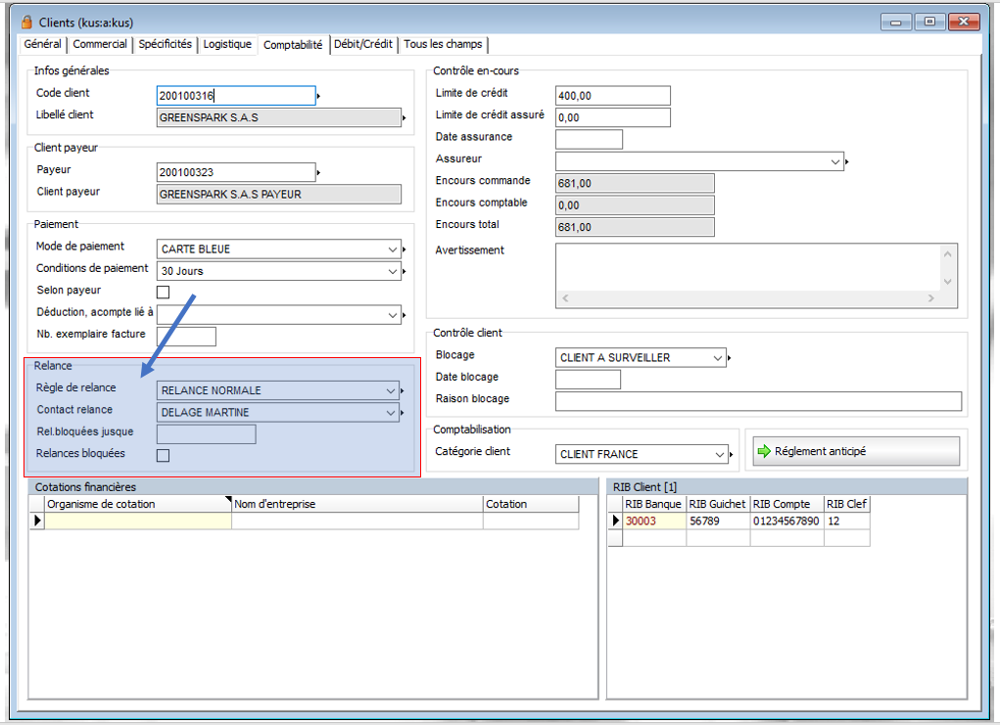 Clients (kus:a:kus)
Général Commercial Spécificités Logistique Comptabilité Débit/Crédit Tous les champs
Infos générales
Code client 200100316
Libellé client GREENSPARK S.A.S
Client payeur
Payeur 200100323
Client payeur GREENSPARK S.A.S PAYEUR
Paiement
Mode de paiement CARTE BLEUE
Conditions de paiement 30 Jours
Selon payeur
Déduction, acompte lié à
Nb. exemplaire facture
Relance
Règle de relance RELANCE NORMALE
Contact relance DELAGE MARTINE
Rel.bloquées jusque
Relances bloquées
Contrôle en-cours
Limite de crédit 400,00
Limite de crédit assuré 0,00
Date assurance
Assureur
Encours commande 681,00
Encours comptable 0,00
Encours total 681,00
Avertissement
Contrôle client
Blocage CLIENT A SURVEILLER
Date blocage
Raison blocage
Comptabilisation
Catégorie client CLIENT FRANCE
Réglement anticipé
Cotations financières
Organisme de cotation Nom d'entreprise Cotation
RIB Client [1]
RIB Banque RIB Guichet RIB Compte RIB Clef
30003 56789 01234567890 12